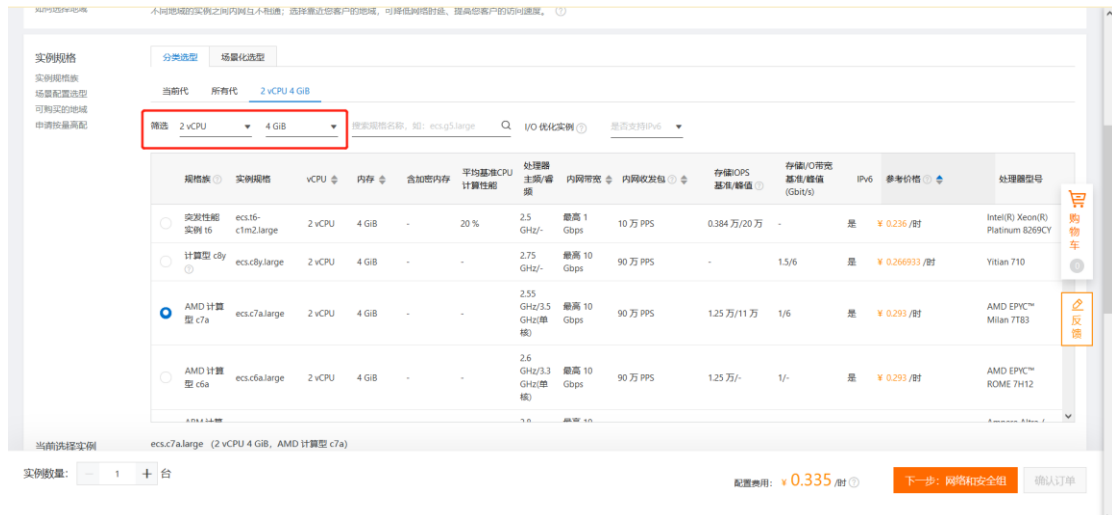 如何选择地域
不同地域的实例之间内网互不相通；选择靠近您客户的地域，可降低网络时延、提高您客户的访问速度。
实例规格
分类选型 场景化选型
实例规格族
场景配置选型
可购买的地域
申请按量高配
当前代 所有代 2 vCPU 4 GiB
筛选 2 vCPU 4 GiB 搜索规格名称，如：ecs.g5.large I/O 优化实例 是否支持IPv6
规格族 实例规格 vCPU 内存 含加密内存 平均基准CPU计算性能 处理器主频/睿频 内网带宽 内网收发包 存储IOPS基准/峰值 存储I/O带宽基准/峰值(Gbit/s) IPv6 参考价格 处理器型号
突发性能实例 t6 ecs.t6-c1m2.large 2 vCPU 4 GiB - 20 % 2.5 GHz/- 最高 1 Gbps 10 万 PPS 0.384 万/20 万 - 是 ¥ 0.236 /时 Intel(R) Xeon(R) Platinum 8269CY
计算型 c8y ecs.c8y.large 2 vCPU 4 GiB - - 2.75 GHz/- 最高 10 Gbps 90 万 PPS - 1.5/6 是 ¥ 0.266933 /时 Yitian 710
AMD 计算型 c7a ecs.c7a.large 2 vCPU 4 GiB - - 2.55 GHz/3.5 GHz(单核) 最高 10 Gbps 90 万 PPS 1.25 万/11 万 1/6 是 ¥ 0.293 /时 AMD EPYC™ Milan 7T83
AMD 计算型 c6a ecs.c6a.large 2 vCPU 4 GiB - - 2.6 GHz/3.3 GHz(单核) 最高 10 Gbps 90 万 PPS 1.25 万/- 1/- 是 ¥ 0.293 /时 AMD EPYC™ ROME 7H12
购物车
0
反馈
当前选择实例 ecs.c7a.large (2 vCPU 4 GiB，AMD 计算型 c7a)
实例数量： 1 台
配置费用： ¥ 0.335 /时
下一步：网络和安全组
确认订单